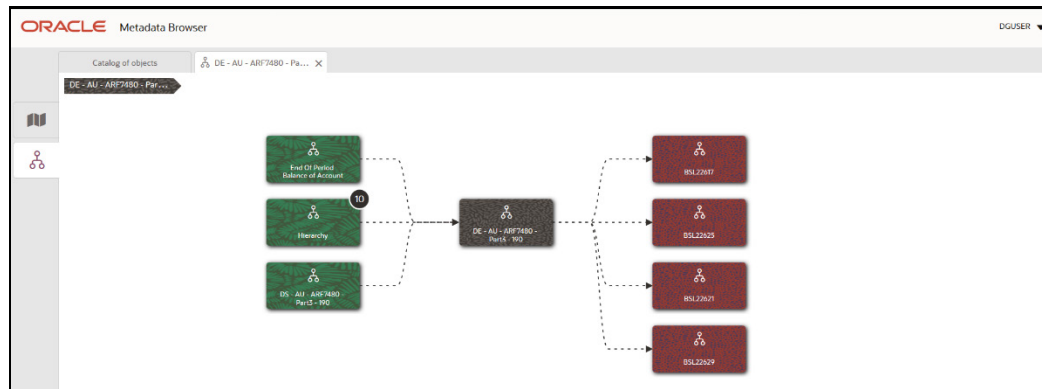 ORACLE Metadata Browser
DGUSER
Catalog of objects
DE - AU - ARF7480 - Pa...
DE - AU - ARF7480 - Par...
End Of Period
Balance of Account
10
Hierarchy
DS - AU - ARF7480 -
Part3 - 190
DE - AU - ARF7480 -
Part3 - 190
BSL22617
BSL22625
BSL22621
BSL22629